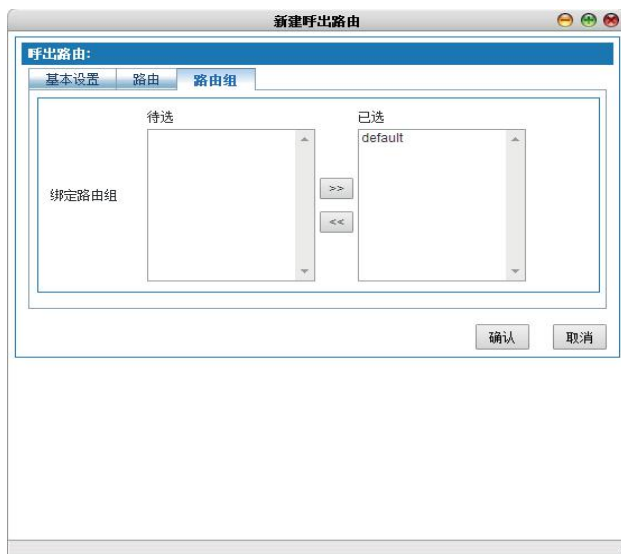 新建呼出路由
呼出路由:
基本设置 路由 路由组
待选 已选
default
>>
绑定路由组
<<
确认 取消